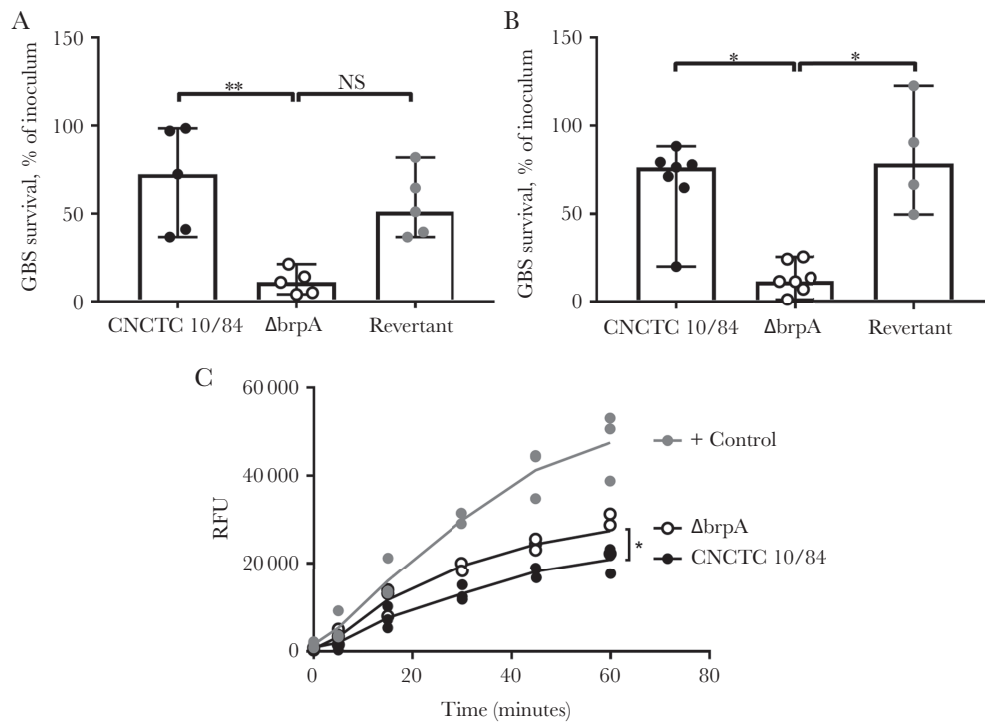 A
GBS survival, % of inoculum
150
100
50
0
**
NS
CNCTC 10/84
ΔbrpA
Revertant
B
GBS survival, % of inoculum
150
100
50
0
*
*
CNCTC 10/84
ΔbrpA
Revertant
C
RFU
60 000
40 000
20 000
0
0
20
40
60
80
Time (minutes)
+ Control
ΔbrpA
*
CNCTC 10/84